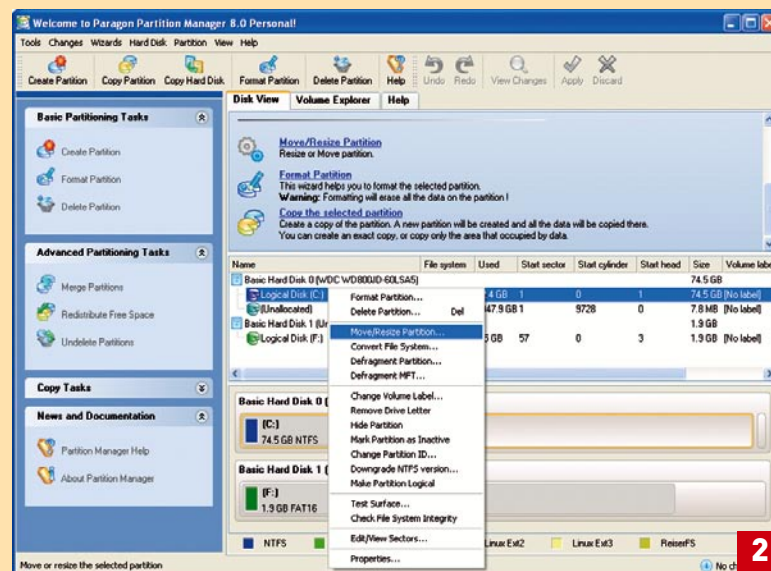 Welcome to Paragon Partition Manager 8.0 Personal!
Tools Changes Wizards Hard Disk Partition View Help
Create Partition Copy Partition Copy Hard Disk Format Partition Delete Partition Help Undo Redo View Changes Apply Discard
Disk View Volume Explorer Help
Basic Partitioning Tasks
Create Partition
Format Partition
Delete Partition
Advanced Partitioning Tasks
Merge Partitions
Redistribute Free Space
Undelete Partitions
Copy Tasks
News and Documentation
Partition Manager Help
About Partition Manager
Move/Resize Partition
Resize or Move partition.
Format Partition
This wizard helps you to format the selected partition.
Warning: Formatting will erase all the data on the partition !
Copy the selected partition
Create a copy of the partition. A new partition will be created and all the data will be copied there.
You can create an exact copy, or copy only the area that occupied by data.
Name File system Used Start sector Start cylinder Start head Size Volume labe
Basic Hard Disk 0 (WDC WD800JD-60LSA5) 74.5 GB
Logical Disk (C:) .4 GB 1 0 1 74.5 GB [No label]
(Unallocated) 47.9 GB 1 9728 0 7.8 MB [No label]
Basic Hard Disk 1 (Ur 1.9 GB
Logical Disk (F:) 5 GB 57 0 3 1.9 GB [No label]
Format Partition...
Delete Partition... Del
Move/Resize Partition...
Convert File System...
Defragment Partition...
Defragment MFT...
Change Volume Label...
Remove Drive Letter
Hide Partition
Mark Partition as Inactive
Change Partition ID...
Downgrade NTFS version...
Make Partition Logical
Test Surface...
Check File System Integrity
Edit/View Sectors...
Properties...
Basic Hard Disk 0 (
(C:)
74.5 GB NTFS
Basic Hard Disk 1 (
(F:)
1.9 GB FAT16
NTFS Linux Ext2 Linux Ext3 ReiserFS
Move or resize the selected partition No ch
2